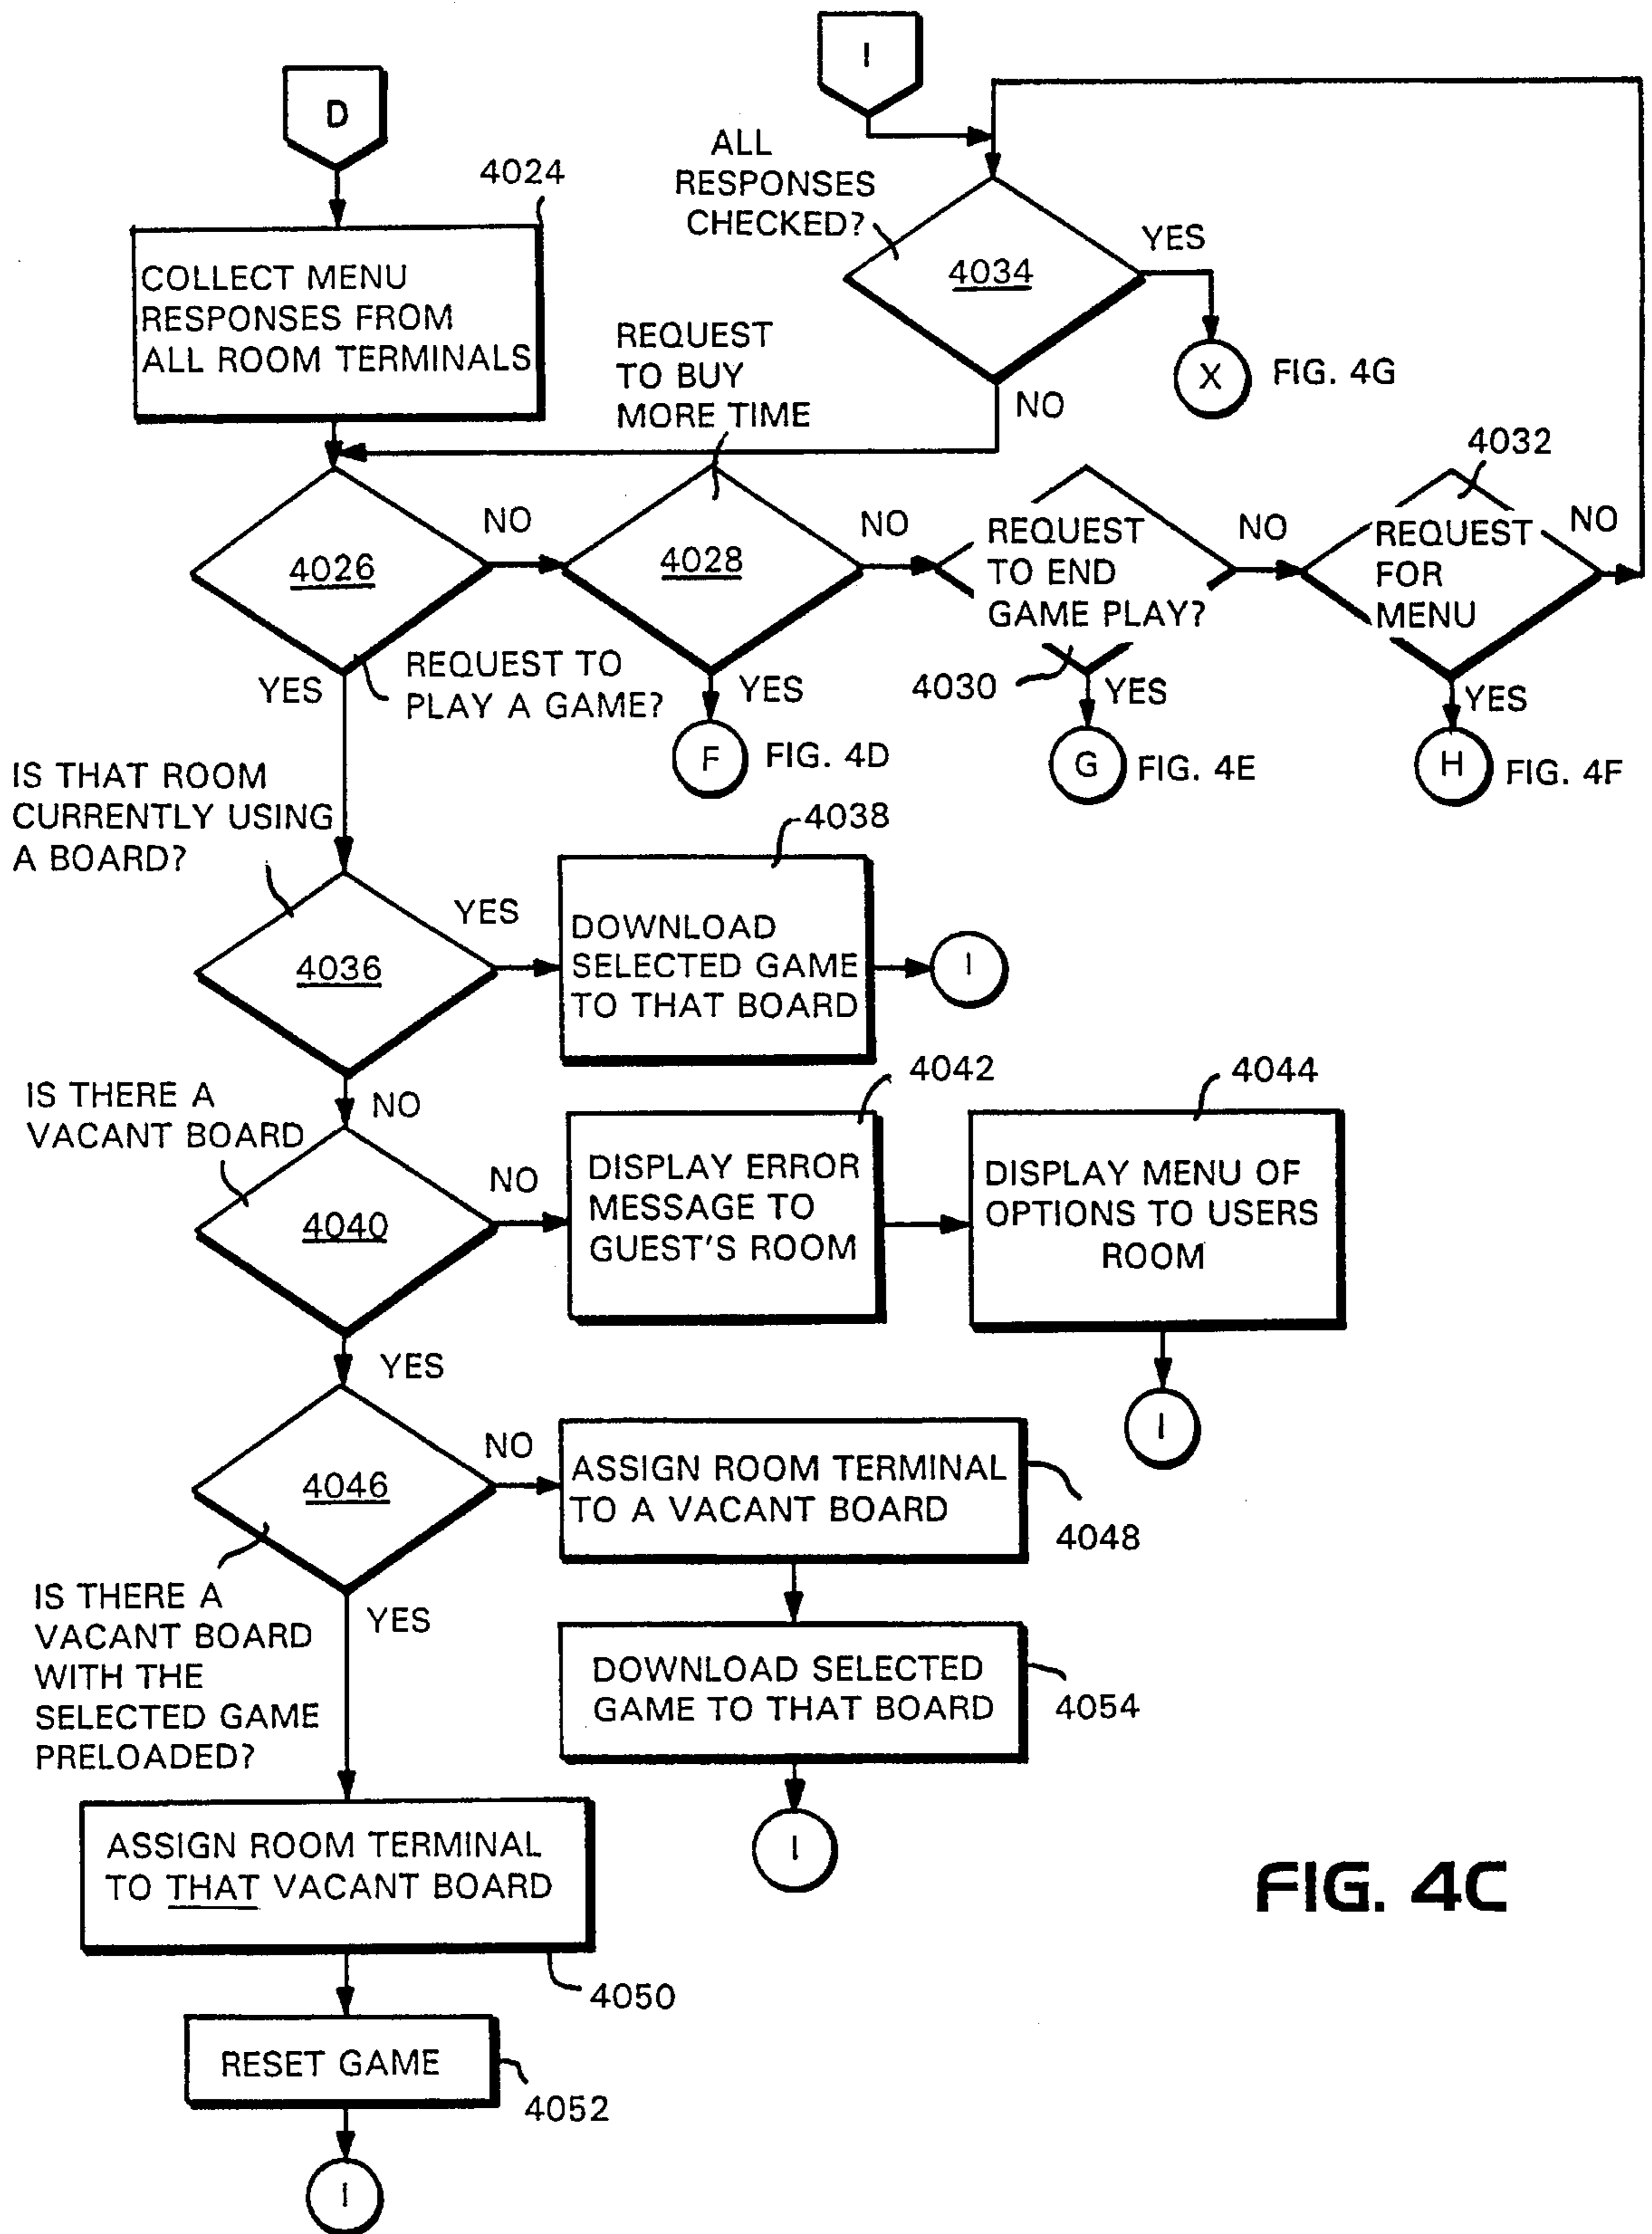 D
I
4024
COLLECT MENU
RESPONSES FROM
ALL ROOM TERMINALS
ALL
RESPONSES
CHECKED?
4034
YES
X
FIG. 4G
NO
REQUEST
TO BUY
MORE TIME
4026
NO
4028
NO
REQUEST
TO END
GAME PLAY?
4030
NO
4032
REQUEST
FOR
MENU
NO
YES
REQUEST TO
PLAY A GAME?
YES
F
FIG. 4D
YES
G
FIG. 4E
YES
H
FIG. 4F
IS THAT ROOM
CURRENTLY USING
A BOARD?
4036
YES
4038
DOWNLOAD
SELECTED GAME
TO THAT BOARD
I
NO
IS THERE A
VACANT BOARD
4040
NO
4042
DISPLAY ERROR
MESSAGE TO
GUEST'S ROOM
4044
DISPLAY MENU OF
OPTIONS TO USERS
ROOM
I
YES
4046
NO
ASSIGN ROOM TERMINAL
TO A VACANT BOARD
4048
IS THERE A
VACANT BOARD
WITH THE
SELECTED GAME
PRELOADED?
YES
DOWNLOAD SELECTED
GAME TO THAT BOARD
4054
I
ASSIGN ROOM TERMINAL
TO THAT VACANT BOARD
4050
RESET GAME
4052
I
FIG. 4C